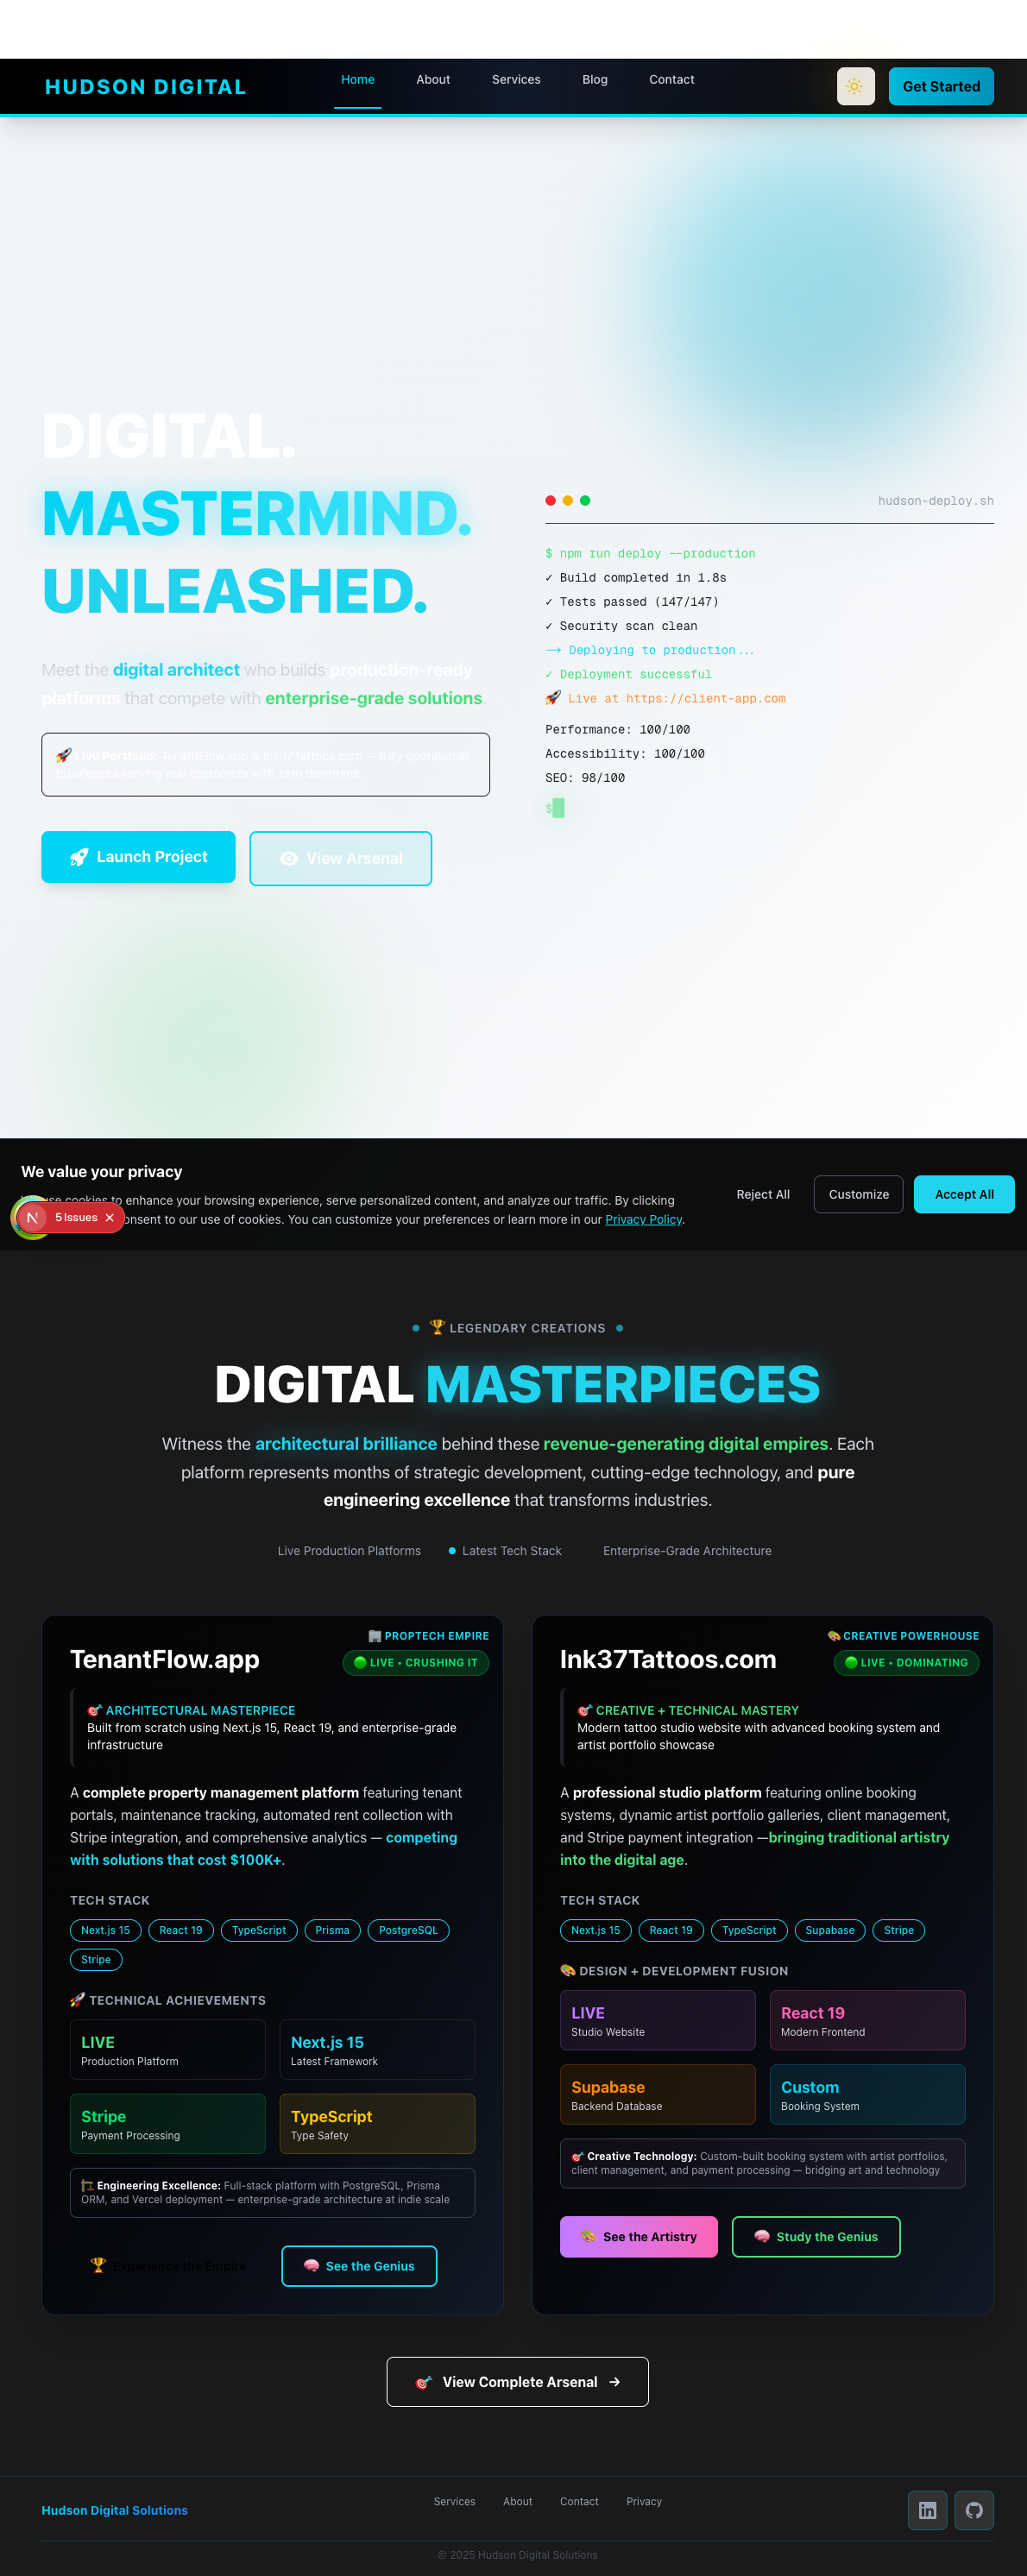 HUDSON DIGITAL
Home
About
Services
Blog
Contact
Get Started
DIGITAL.
MASTERMIND.
UNLEASHED.
Meet the digital architect who builds production-ready
platforms that compete with enterprise-grade solutions.
🚀 Live Portfolio: TenantFlow.app & Ink37Tattoos.com — fully operational
businesses serving real customers with zero downtime.
Launch Project
View Arsenal
hudson-deploy.sh
$ npm run deploy --production
✓ Build completed in 1.8s
✓ Tests passed (147/147)
✓ Security scan clean
⟶ Deploying to production...
✓ Deployment successful
🚀 Live at https://client-app.com
Performance: 100/100
Accessibility: 100/100
SEO: 98/100
$
We value your privacy
use cookies to enhance your browsing experience, serve personalized content, and analyze our traffic. By clicking
onsent to our use of cookies. You can customize your preferences or learn more in our Privacy Policy.
N 5 Issues ×
Reject All
Customize
Accept All
🏆 LEGENDARY CREATIONS
DIGITAL MASTERPIECES
Witness the architectural brilliance behind these revenue-generating digital empires. Each
platform represents months of strategic development, cutting-edge technology, and pure
engineering excellence that transforms industries.
Live Production Platforms
Latest Tech Stack
Enterprise-Grade Architecture
🏢 PROPTECH EMPIRE
TenantFlow.app
🟢 LIVE • CRUSHING IT
🎯 ARCHITECTURAL MASTERPIECE
Built from scratch using Next.js 15, React 19, and enterprise-grade
infrastructure
A complete property management platform featuring tenant
portals, maintenance tracking, automated rent collection with
Stripe integration, and comprehensive analytics — competing
with solutions that cost $100K+.
TECH STACK
Next.js 15
React 19
TypeScript
Prisma
PostgreSQL
Stripe
🚀 TECHNICAL ACHIEVEMENTS
LIVE
Production Platform
Next.js 15
Latest Framework
Stripe
Payment Processing
TypeScript
Type Safety
🏗️ Engineering Excellence: Full-stack platform with PostgreSQL, Prisma
ORM, and Vercel deployment — enterprise-grade architecture at indie scale
🏆 Experience the Empire
🧠 See the Genius
🎨 CREATIVE POWERHOUSE
Ink37Tattoos.com
🟢 LIVE • DOMINATING
🎯 CREATIVE + TECHNICAL MASTERY
Modern tattoo studio website with advanced booking system and
artist portfolio showcase
A professional studio platform featuring online booking
systems, dynamic artist portfolio galleries, client management,
and Stripe payment integration —bringing traditional artistry
into the digital age.
TECH STACK
Next.js 15
React 19
TypeScript
Supabase
Stripe
🎨 DESIGN + DEVELOPMENT FUSION
LIVE
Studio Website
React 19
Modern Frontend
Supabase
Backend Database
Custom
Booking System
🎯 Creative Technology: Custom-built booking system with artist portfolios,
client management, and payment processing — bridging art and technology
🎨 See the Artistry
🧠 Study the Genius
🎯 View Complete Arsenal →
Hudson Digital Solutions
Services
About
Contact
Privacy
© 2025 Hudson Digital Solutions